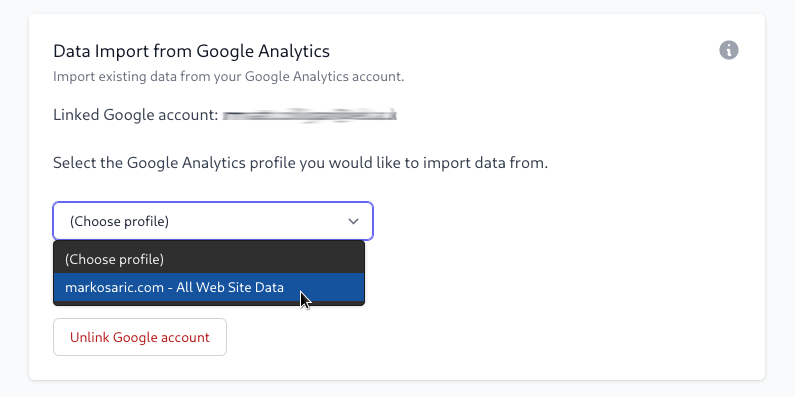 Data Import from Google Analytics
Import existing data from your Google Analytics account.
Linked Google account:
Select the Google Analytics profile you would like to import data from.
(Choose profile)
(Choose profile)
markosaric.com - All Web Site Data
Unlink Google account